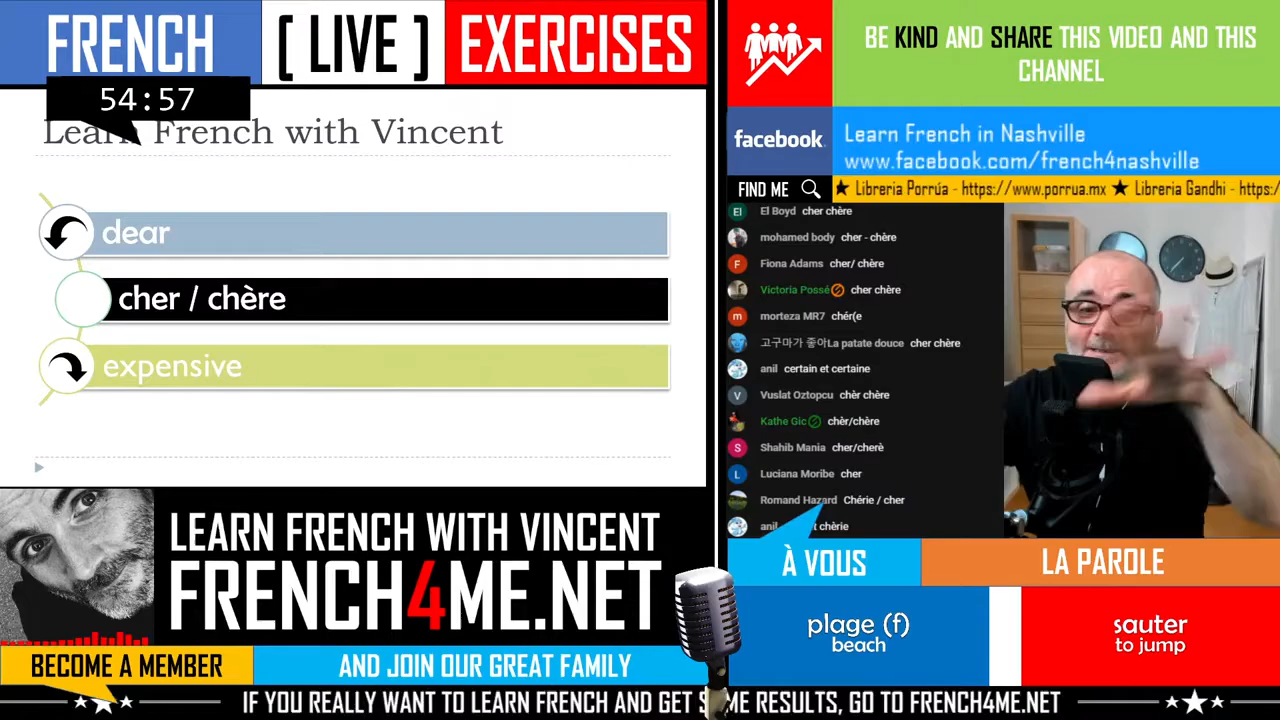 FRENCH
[ LIVE ]
EXERCISES
54:57
Learn French with Vincent
dear
cher / chère
expensive
LEARN FRENCH WITH VINCENT
FRENCH4ME.NET
BECOME A MEMBER
AND JOIN OUR GREAT FAMILY
BE KIND AND SHARE THIS VIDEO AND THIS
CHANNEL
facebook.
Learn French in Nashville
www.facebook.com/french4nashville
FIND ME
★ Libreria Porrúa - https://www.porrua.mx ★ Libreria Gandhi - https:/
El Boyd cher chère
mohamed body cher - chère
Fiona Adams cher/ chère
Victoria Possé cher chère
morteza MR7 chér(e
고구마가 좋아La patate douce cher chère
anil certain et certaine
Vuslat Oztopcu chèr chère
Kathe Gic chèr/chère
Shahib Mania cher/cherè
Luciana Moribe cher
Romand Hazard Chérie / cher
anil chèrie
À VOUS
LA PAROLE
plage (f)
beach
sauter
to jump
IF YOU REALLY WANT TO LEARN FRENCH AND GET SOME RESULTS, GO TO FRENCH4ME.NET